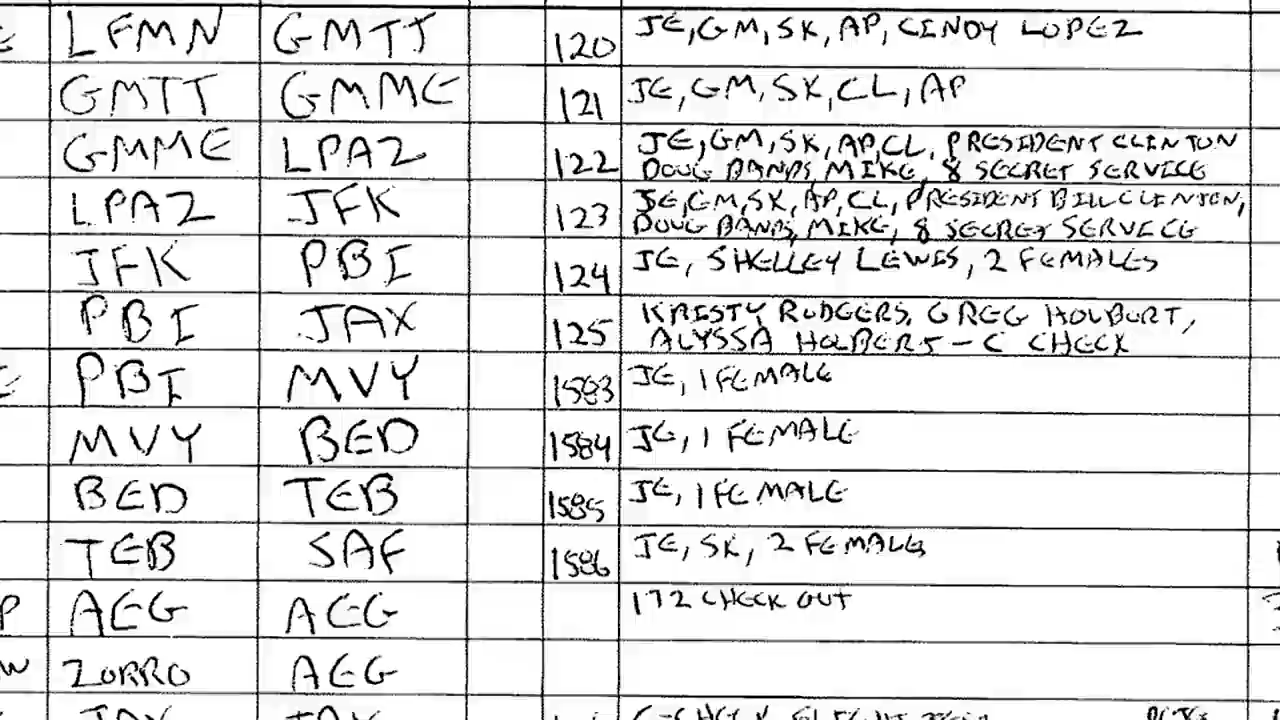 LFMN GMTT 120 JE, GM, SK, AP, CINDY LOPEZ
GMTT GMME 121 JE, GM, SK, CL, AP
GMME LPAZ 122 JE, GM, SK, AP, CL, PRESIDENT CLINTON
DOUG BANDS, MIKE, 8 SECRET SERVICE
LPAZ JFK 123 JE, GM, SK, AP, CL, PRESIDENT BILL CLINTON,
DOUG BANDS, MIKE, 8 SECRET SERVICE
JFK PBI 124 JE, SHELLEY LEWIS, 2 FEMALES
PBI JAX 125 KRISTY RODGERS, GREG HOLBERT,
ALYSSA HOLBERT - C CHECK
PBI MVY 1583 JE, 1 FEMALE
MVY BED 1584 JE, 1 FEMALE
BED TEB 1585 JE, 1 FEMALE
TEB SAF 1586 JE, SK, 2 FEMALES
P AEG AEG 172 CHECK OUT
W ZORRO AEG
JAX JAX